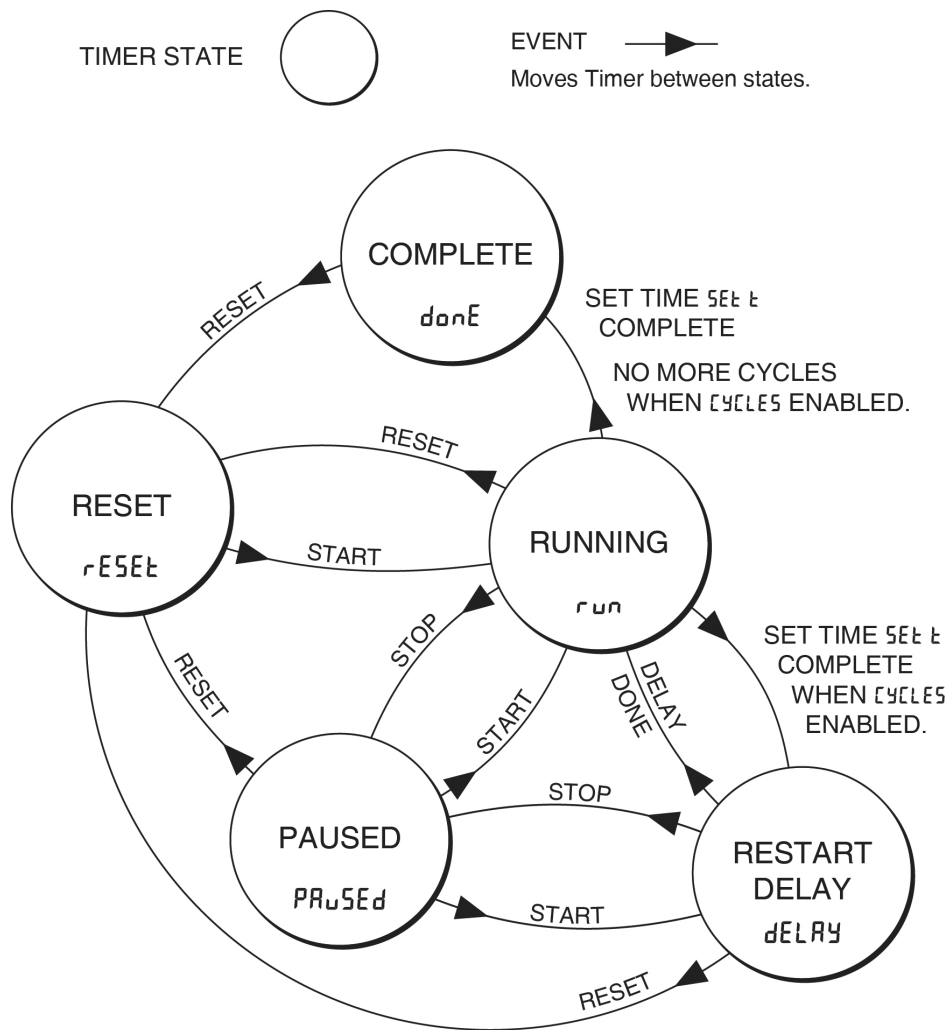 TIMER STATE
EVENT
Moves Timer between states.
COMPLETE
donE
RESET
SET TIME SEt t
COMPLETE
NO MORE CYCLES
WHEN CYCLES ENABLED.
RESET
RESET
rESEt
START
RUNNING
run
STOP
START
RESET
DELAY
DONE
SET TIME SEt t
COMPLETE
WHEN CYCLES
ENABLED.
PAUSED
PAuSEd
STOP
START
RESTART
DELAY
dELAY
RESET